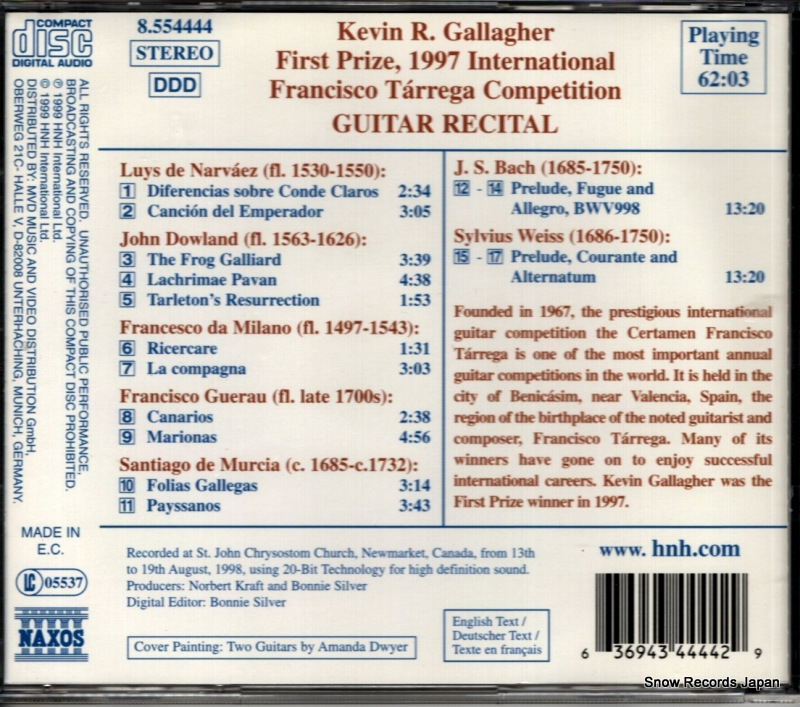 COMPACT
disc
DIGITAL AUDIO
8.554444
STEREO
DDD
Kevin R. Gallagher
First Prize, 1997 International
Francisco Tárrega Competition
GUITAR RECITAL
Playing
Time
62:03
Luys de Narváez (fl. 1530-1550):
1 Diferencias sobre Conde Claros 2:34
2 Canción del Emperador 3:05
John Dowland (fl. 1563-1626):
3 The Frog Galliard 3:39
4 Lachrimae Pavan 4:38
5 Tarleton's Resurrection 1:53
Francesco da Milano (fl. 1497-1543):
6 Ricercare 1:31
7 La compagna 3:03
Francisco Guerau (fl. late 1700s):
8 Canarios 2:38
9 Marionas 4:56
Santiago de Murcia (c. 1685-c.1732):
10 Folias Gallegas 3:14
11 Payssanos 3:43
J. S. Bach (1685-1750):
12 - 14 Prelude, Fugue and
Allegro, BWV998 13:20
Sylvius Weiss (1686-1750):
15 - 17 Prelude, Courante and
Alternatum 13:20
Founded in 1967, the prestigious international
guitar competition the Certamen Francisco
Tárrega is one of the most important annual
guitar competitions in the world. It is held in the
city of Benicásim, near Valencia, Spain, the
region of the birthplace of the noted guitarist and
composer, Francisco Tárrega. Many of its
winners have gone on to enjoy successful
international careers. Kevin Gallagher was the
First Prize winner in 1997.
ALL RIGHTS RESERVED. UNAUTHORISED PUBLIC PERFORMANCE,
BROADCASTING AND COPYING OF THIS COMPACT DISC PROHIBITED.
℗ 1999 HNH International Ltd.
© 1999 HNH International Ltd.
DISTRIBUTED BY: MVD MUSIC AND VIDEO DISTRIBUTION GmbH,
OBERWEG 21C- HALLE V, D-82008 UNTERHACHING, MUNICH, GERMANY.
MADE IN
E.C.
LC 05537
NAXOS
Recorded at St. John Chrysostom Church, Newmarket, Canada, from 13th
to 19th August, 1998, using 20-Bit Technology for high definition sound.
Producers: Norbert Kraft and Bonnie Silver
Digital Editor: Bonnie Silver
Cover Painting: Two Guitars by Amanda Dwyer
English Text /
Deutscher Text /
Texte en français
www. hnh.com
6 36943 44442 9
Snow Records Japan